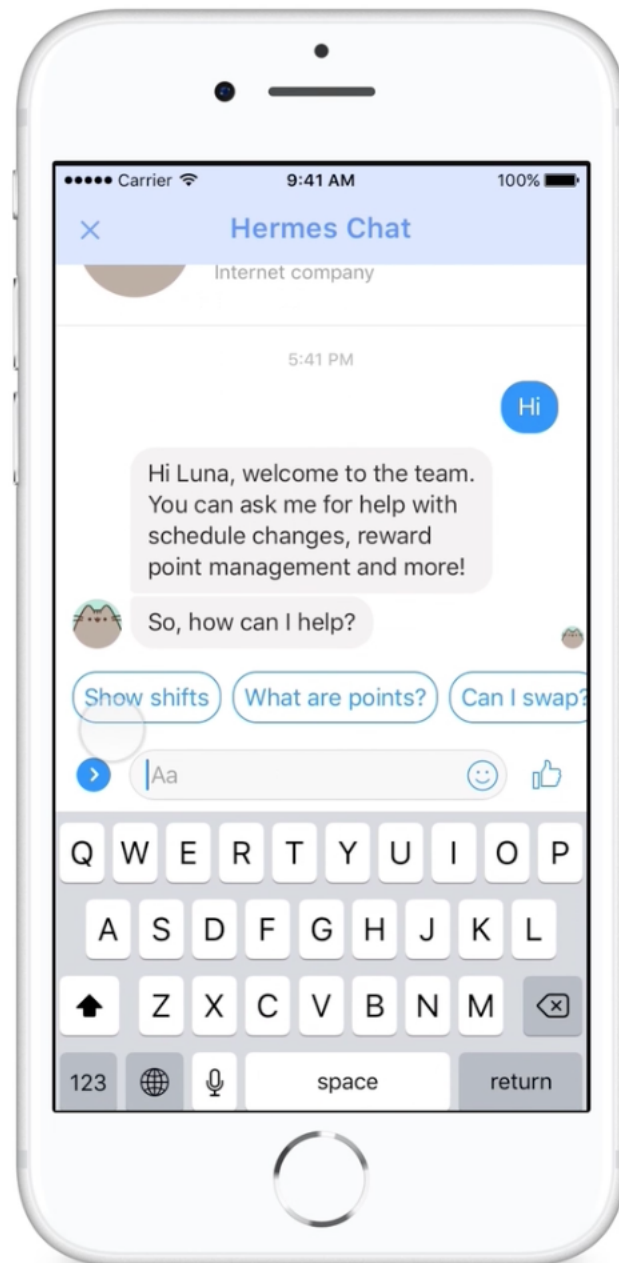 Carrier 9:41 AM 100%
Hermes Chat
Internet company
5:41 PM
Hi
Hi Luna, welcome to the team.
You can ask me for help with
schedule changes, reward
point management and more!
So, how can I help?
Show shifts What are points? Can I swap?
Aa
Q W E R T Y U I O P
A S D F G H J K L
Z X C V B N M
123 space return